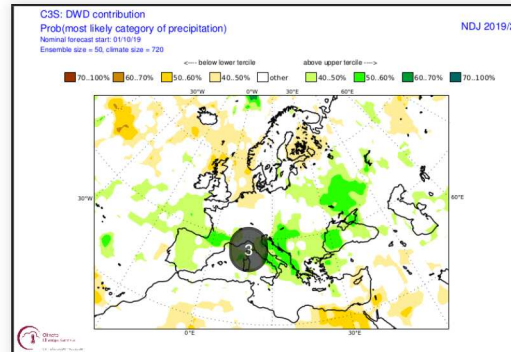 C3S: DWD contribution
Prob(most likely category of precipitation)
NDJ 2019/2
Nominal forecast start: 01/10/19
Ensemble size = 50, climate size = 720
<---- below lower tercile
above upper tercile ---->
70..100% 60..70% 50..60% 40..50% other 40..50% 50..60% 60..70% 70..100%
30°W 0°W 30°E 60°E
30°W
60°E
3
0°E 30°E
Climate